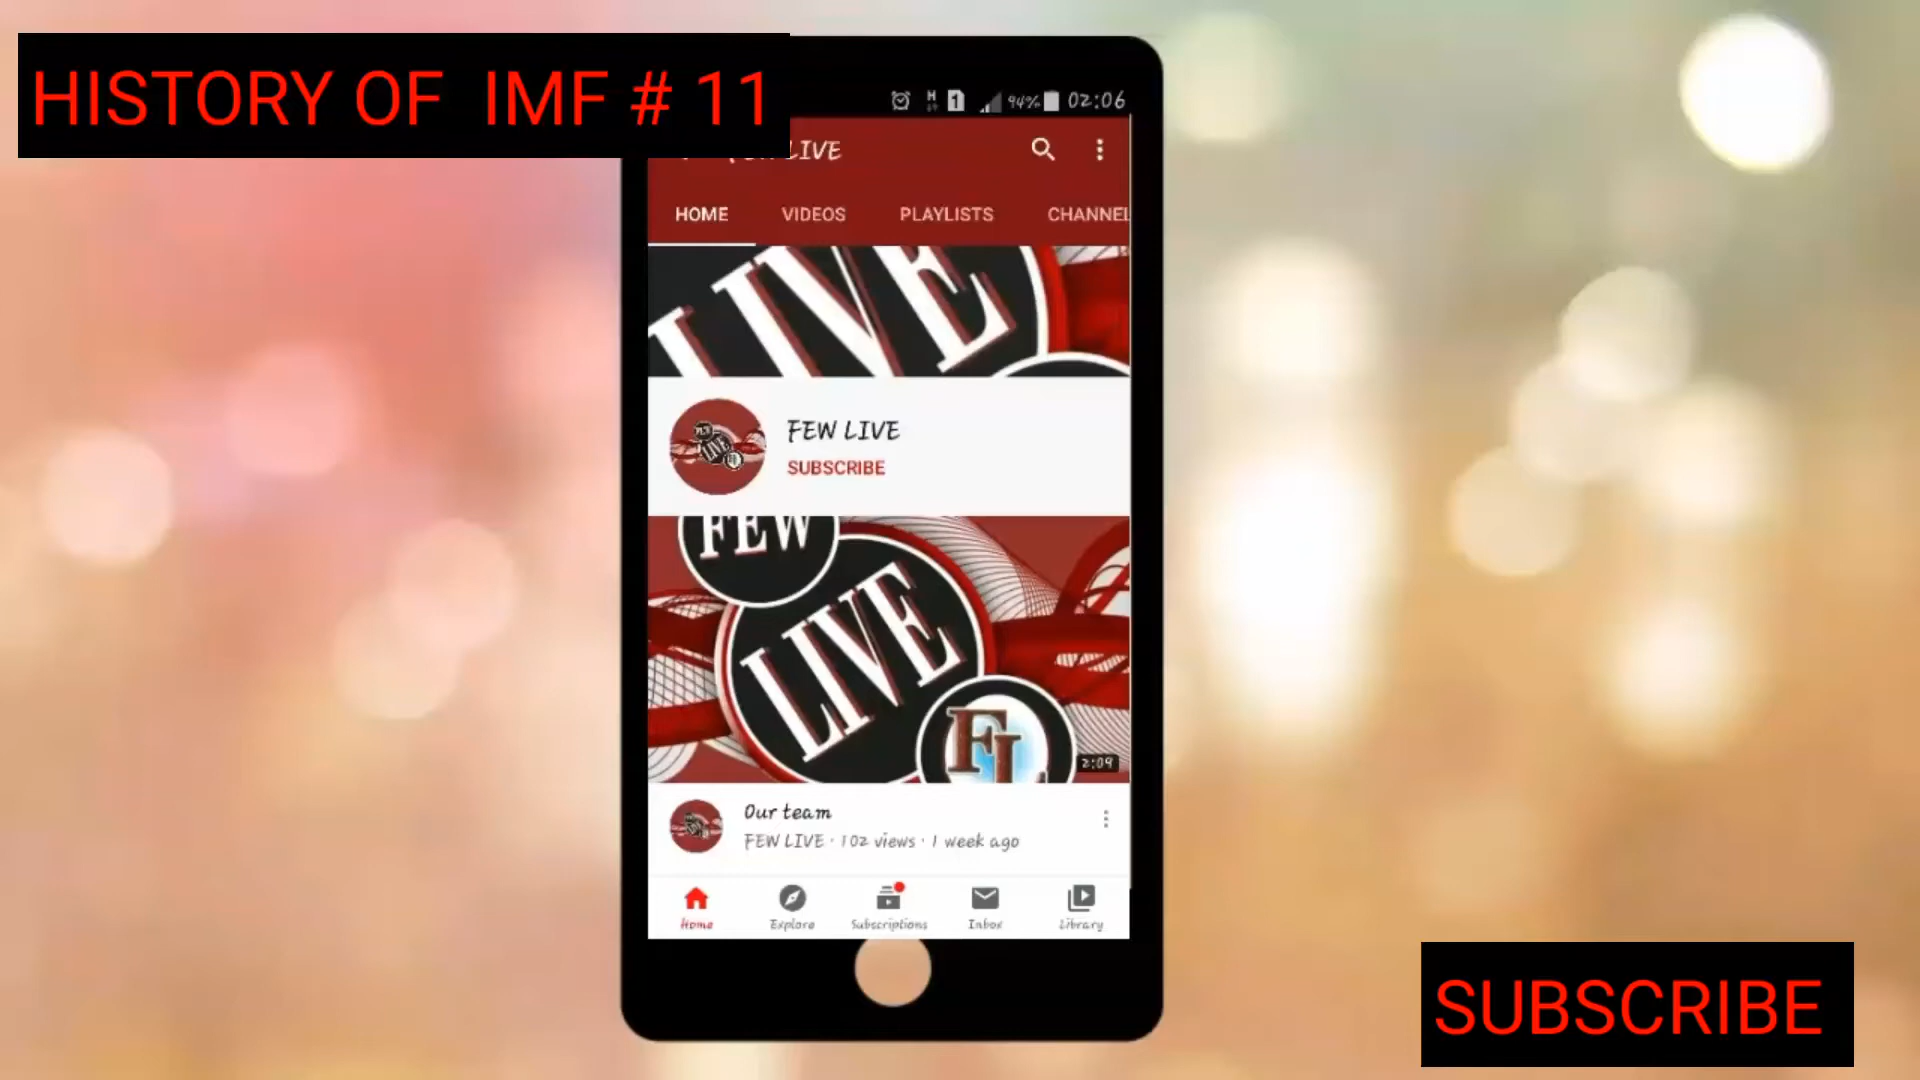 HISTORY OF IMF # 11
94% 02:06
LIVE
HOME VIDEOS PLAYLISTS CHANNEL
LIVE
FEW LIVE
SUBSCRIBE
FEW
LIVE
FL
2:09
Our team
FEW LIVE · 102 views · 1 week ago
Home Explore Subscriptions Inbox Library
SUBSCRIBE